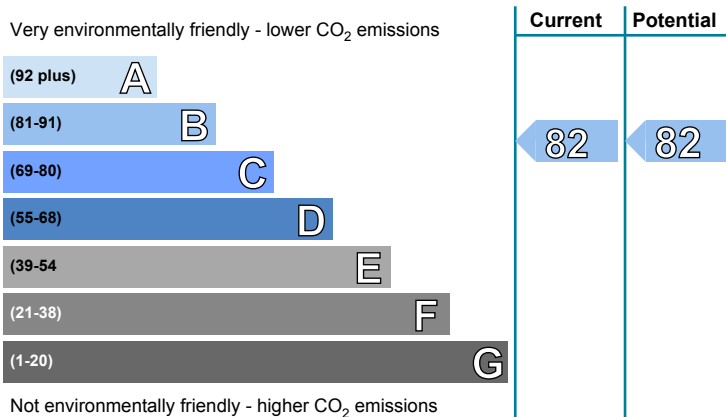 Current Potential
Very environmentally friendly - lower CO2 emissions
(92 plus) A
(81-91) B
82 82
(69-80) C
(55-68) D
(39-54 E
(21-38) F
(1-20) G
Not environmentally friendly - higher CO2 emissions